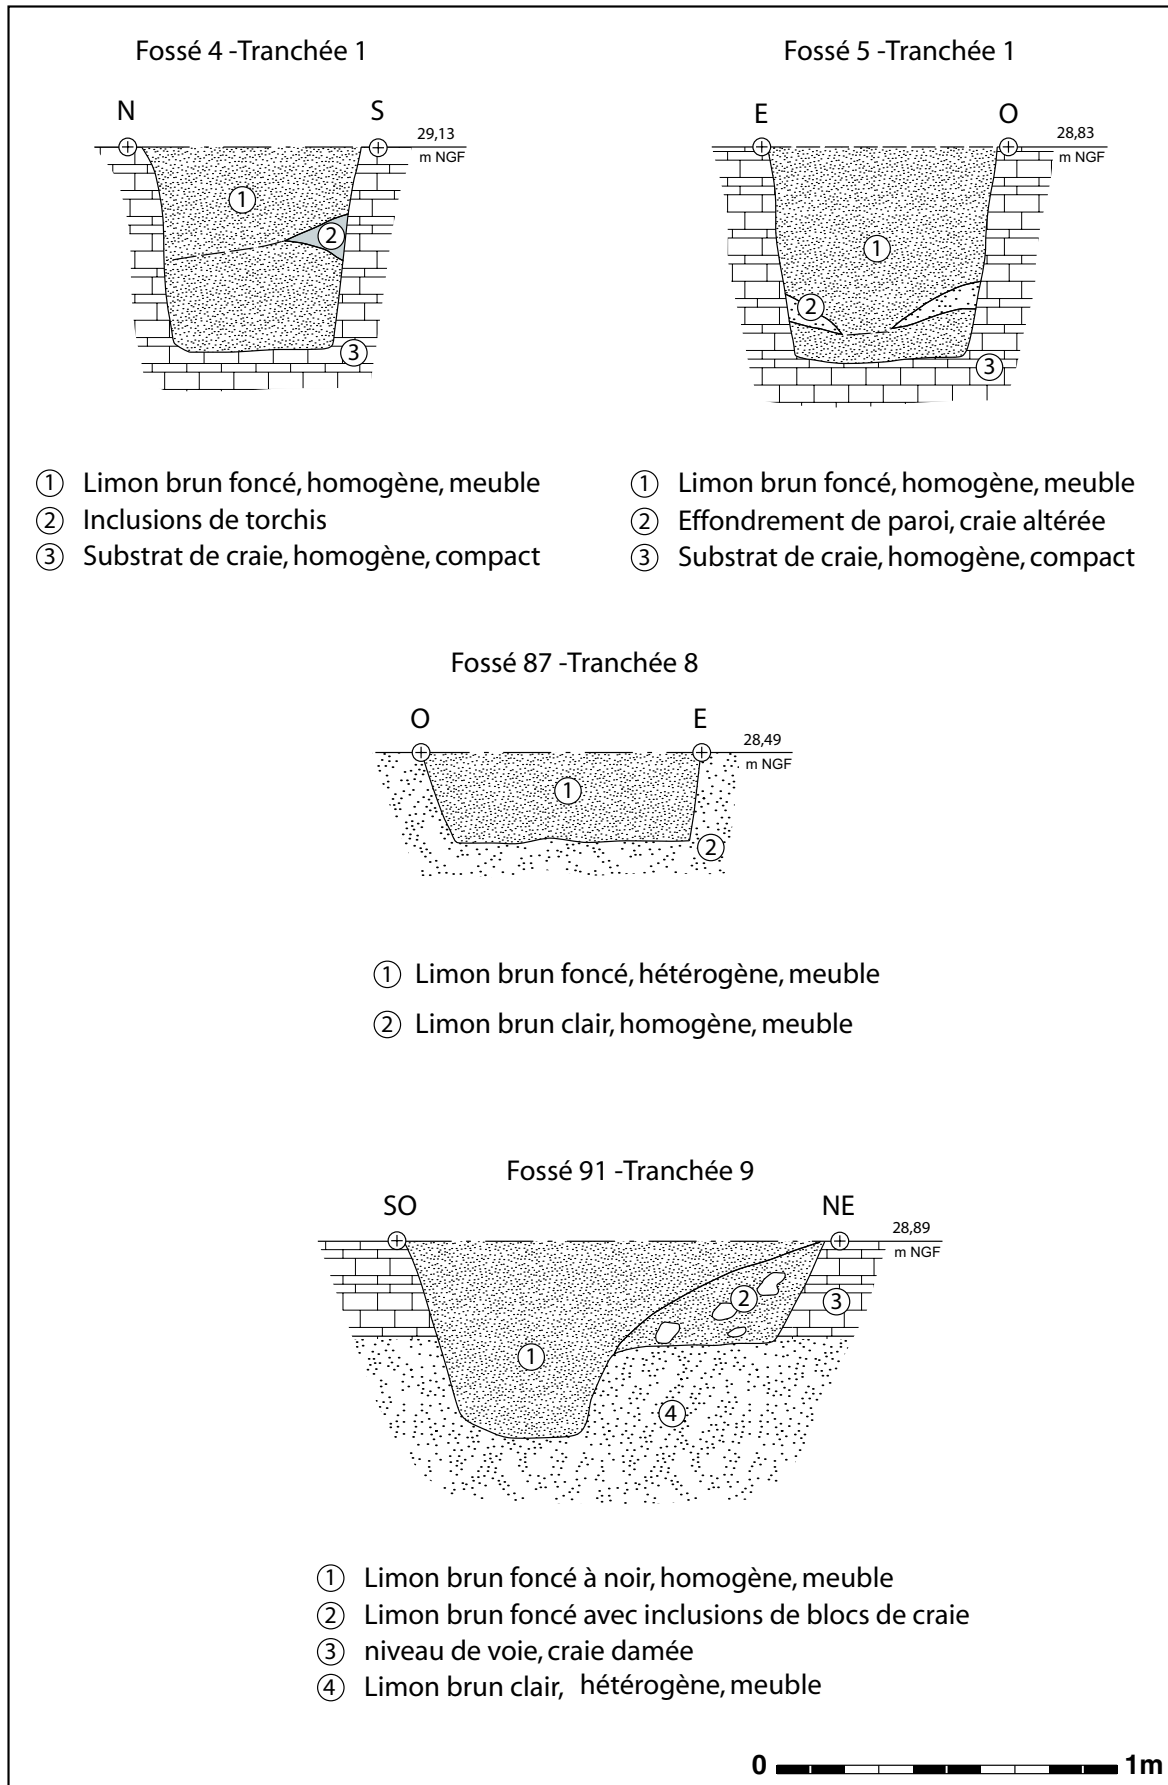 Fossé 4 -Tranchée 1
N
S
29,13
m NGF
1
2
3
1 Limon brun foncé, homogène, meuble
2 Inclusions de torchis
3 Substrat de craie, homogène, compact
Fossé 5 -Tranchée 1
E
O
28,83
m NGF
1
2
3
1 Limon brun foncé, homogène, meuble
2 Effondrement de paroi, craie altérée
3 Substrat de craie, homogène, compact
Fossé 87 -Tranchée 8
O
E
28,49
m NGF
1
2
1 Limon brun foncé, hétérogène, meuble
2 Limon brun clair, homogène, meuble
Fossé 91 -Tranchée 9
SO
NE
28,89
m NGF
2
3
1
4
1 Limon brun foncé à noir, homogène, meuble
2 Limon brun foncé avec inclusions de blocs de craie
3 niveau de voie, craie damée
4 Limon brun clair, hétérogène, meuble
0 1m